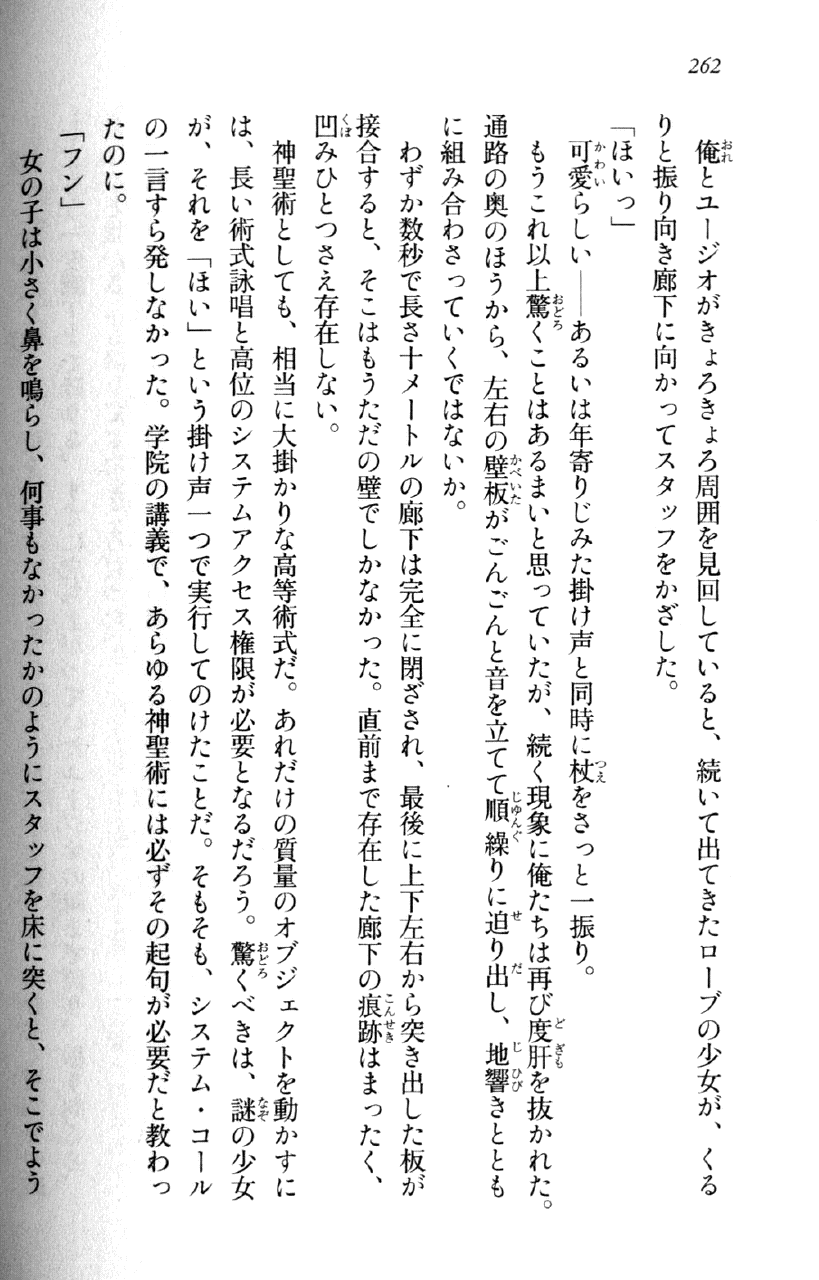 262
俺とユージオがきょろきょろ周囲を見回していると、続いて出てきたローブの少女が、くる
りと振り向き廊下に向かってスタッフをかざした。
「ほいっ」
可愛らしい――あるいは年寄りじみた掛け声と同時に杖をさっと一振り。
もうこれ以上驚くことはあるまいと思っていたが、続く現象に俺たちは再び度肝を抜かれた。
通路の奥のほうから、左右の壁板がごんごんと音を立てて順繰りに迫り出し、地響きととも
に組み合わさっていくではないか。
わずか数秒で長さ十メートルの廊下は完全に閉ざされ、最後に上下左右から突き出した板が
接合すると、そこはもうただの壁でしかなかった。直前まで存在した廊下の痕跡はまったく、
凹みひとつさえ存在しない。
神聖術としても、相当に大掛かりな高等術式だ。あれだけの質量のオブジェクトを動かすに
は、長い術式詠唱と高位のシステムアクセス権限が必要となるだろう。驚くべきは、謎の少女
が、それを「ほい」という掛け声一つで実行してのけたことだ。そもそも、システム・コール
の一言すら発しなかった。学院の講義で、あらゆる神聖術には必ずその起句が必要だと教わっ
たのに。
「フン」
女の子は小さく鼻を鳴らし、何事もなかったかのようにスタッフを床に突くと、そこでよう